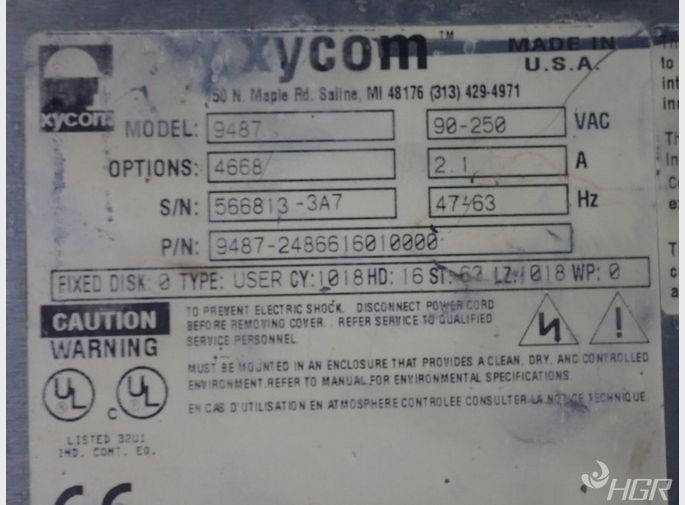 xycom™
MADE IN U.S.A.
750 N. Maple Rd. Saline, MI 48176 (313) 429-4971
xycom
MODEL: 9487 90-250 VAC
OPTIONS: 4668 2.1 A
S/N: 566813-3A7 47-63 Hz
P/N: 9487-2486616010000
FIXED DISK: 0 TYPE: USER CY: 1018 HD: 16 ST: 63 LZ: 1018 WP: 0
CAUTION
WARNING
TO PREVENT ELECTRIC SHOCK, DISCONNECT POWER CORD
BEFORE REMOVING COVER. REFER SERVICE TO QUALIFIED
SERVICE PERSONNEL.
MUST BE MOUNTED IN AN ENCLOSURE THAT PROVIDES A CLEAN, DRY, AND CONTROLLED
ENVIRONMENT. REFER TO MANUAL FOR ENVIRONMENTAL SPECIFICATIONS.
EN CAS D'UTILISATION EN ATMOSPHERE CONTROLEE CONSULTER LA NOTICE TECHNIQUE.
UL c UL
LISTED 32U1
IND. CONT. EQ.
CE
HGR